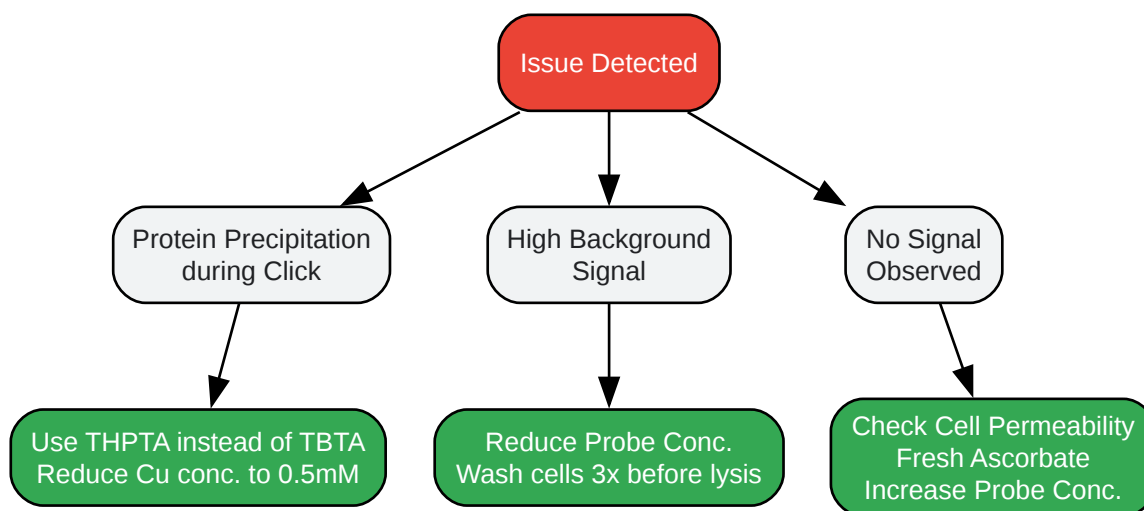 Issue Detected
Protein Precipitation
during Click
High Background
Signal
No Signal
Observed
Use THPTA instead of TBTA
Reduce Cu conc. to 0.5mM
Reduce Probe Conc.
Wash cells 3x before lysis
Check Cell Permeability
Fresh Ascorbate
Increase Probe Conc.